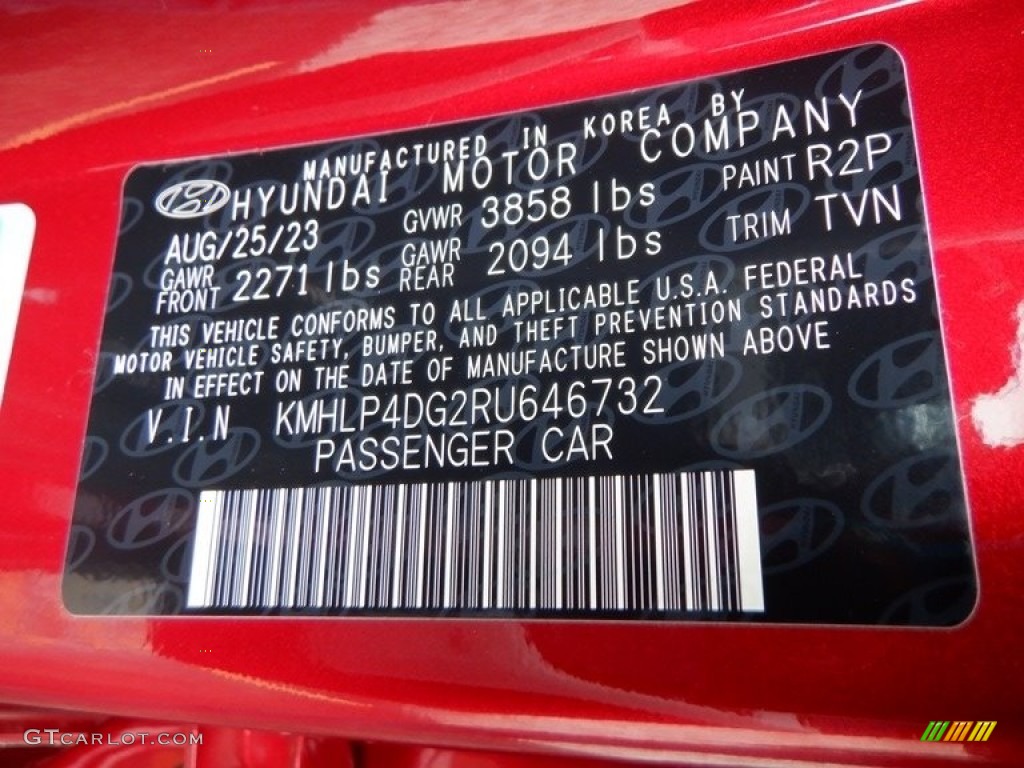 MANUFACTURED IN KOREA BY
HYUNDAI MOTOR COMPANY
AUG/25/23 GVWR 3858 lbs PAINT R2P
GAWR FRONT 2271 lbs GAWR REAR 2094 lbs TRIM TVN
THIS VEHICLE CONFORMS TO ALL APPLICABLE U.S.A. FEDERAL
MOTOR VEHICLE SAFETY, BUMPER, AND THEFT PREVENTION STANDARDS
IN EFFECT ON THE DATE OF MANUFACTURE SHOWN ABOVE
V.I.N KMHLP4DG2RU646732
PASSENGER CAR
GTCARLOT.COM